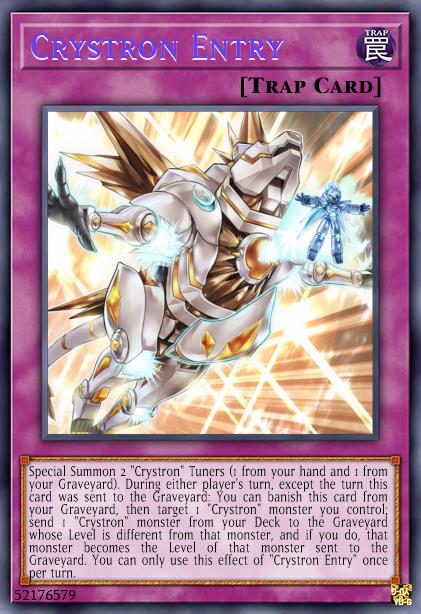 Crystron Entry
TRAP
罠
[Trap Card]
Special Summon 2 "Crystron" Tuners (1 from your hand and 1 from
your Graveyard). During either player's turn, except the turn this
card was sent to the Graveyard: You can banish this card from
your Graveyard, then target 1 "Crystron" monster you control;
send 1 "Crystron" monster from your Deck to the Graveyard
whose Level is different from that monster, and if you do, that
monster becomes the Level of that monster sent to the
Graveyard. You can only use this effect of "Crystron Entry" once
per turn.
52176579